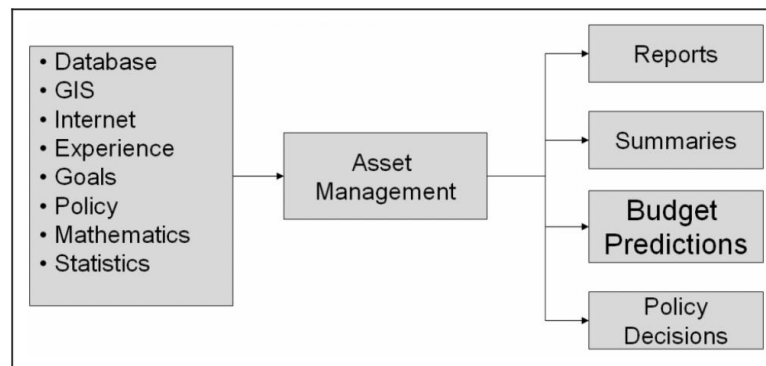 • Database
• GIS
• Internet
• Experience
• Goals
• Policy
• Mathematics
• Statistics
Asset
Management
Reports
Summaries
Budget
Predictions
Policy
Decisions